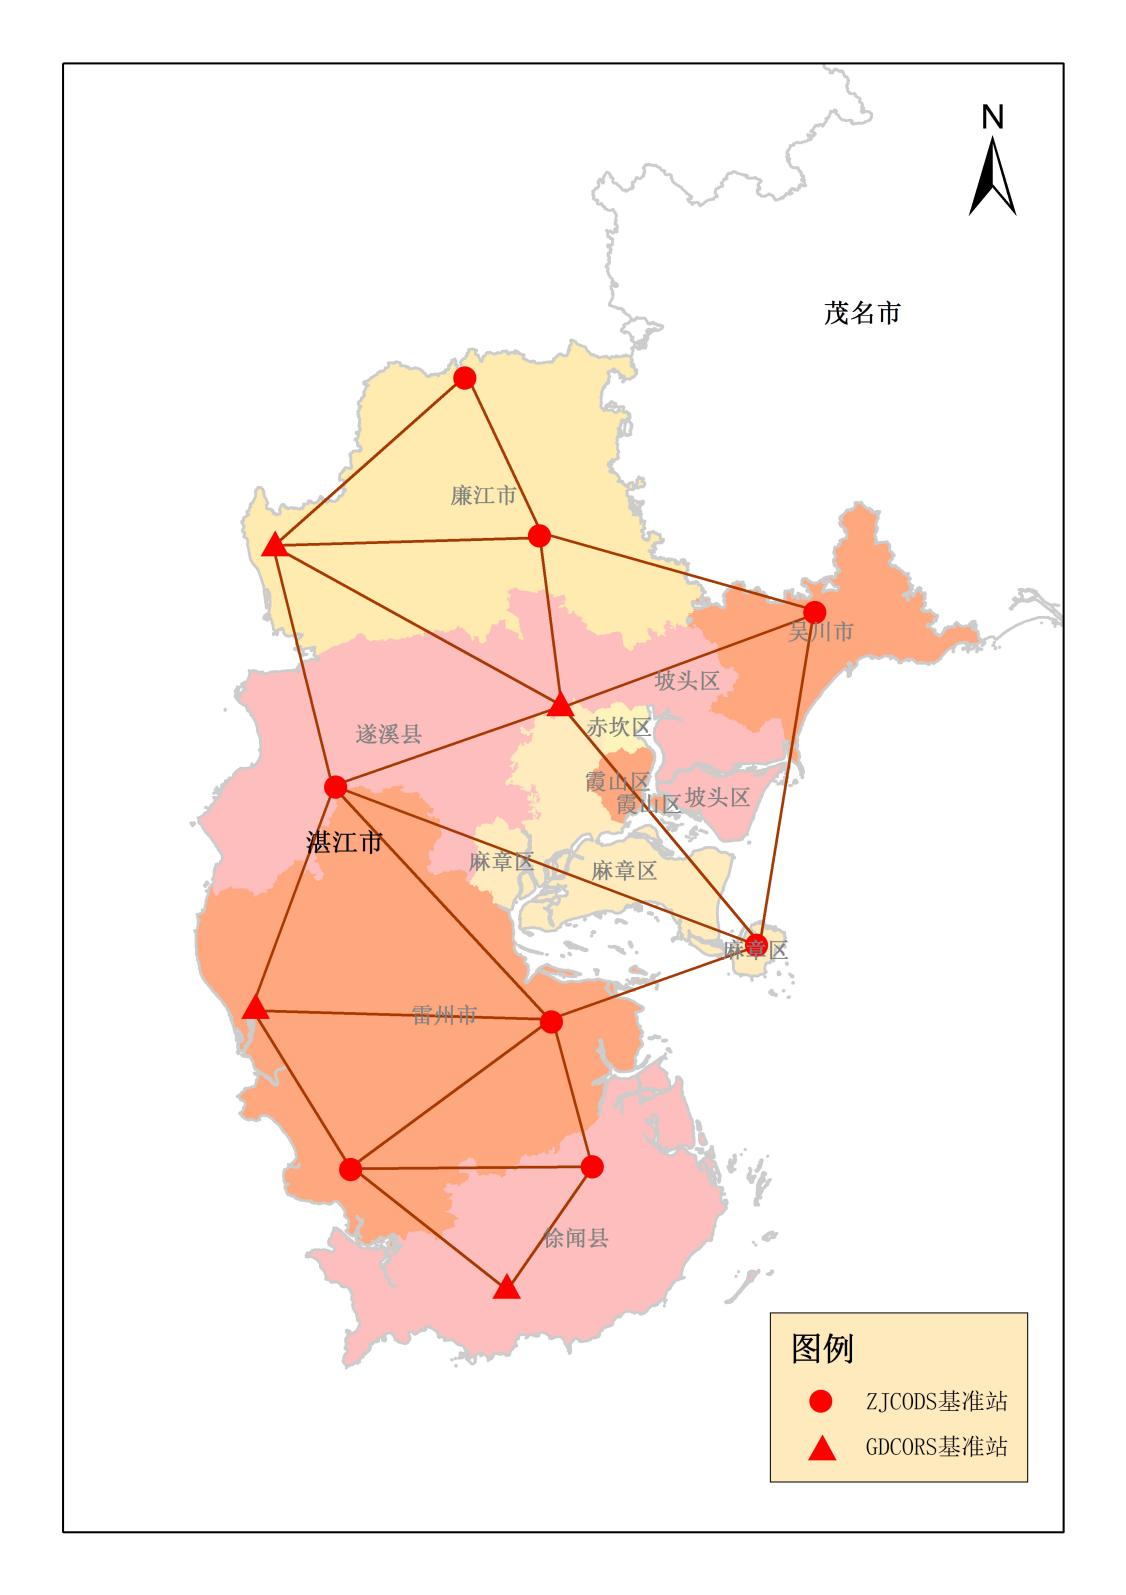 N
茂名市
廉江市
吴川市
坡头区
赤坎区
遂溪县
霞山区
坡头区
霞山区
湛江市
麻章区
麻章区
麻章区
雷州市
徐闻县
图例
ZJCODS基准站
GDCORS基准站